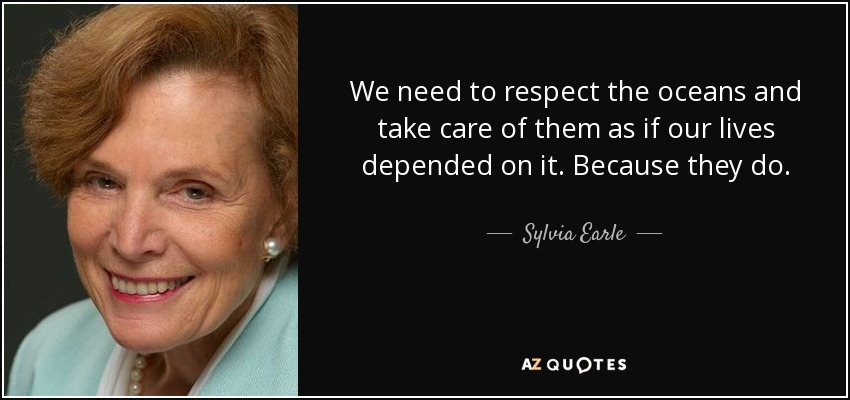 We need to respect the oceans and
take care of them as if our lives
depended on it. Because they do.
Sylvia Earle
AZ QUOTES